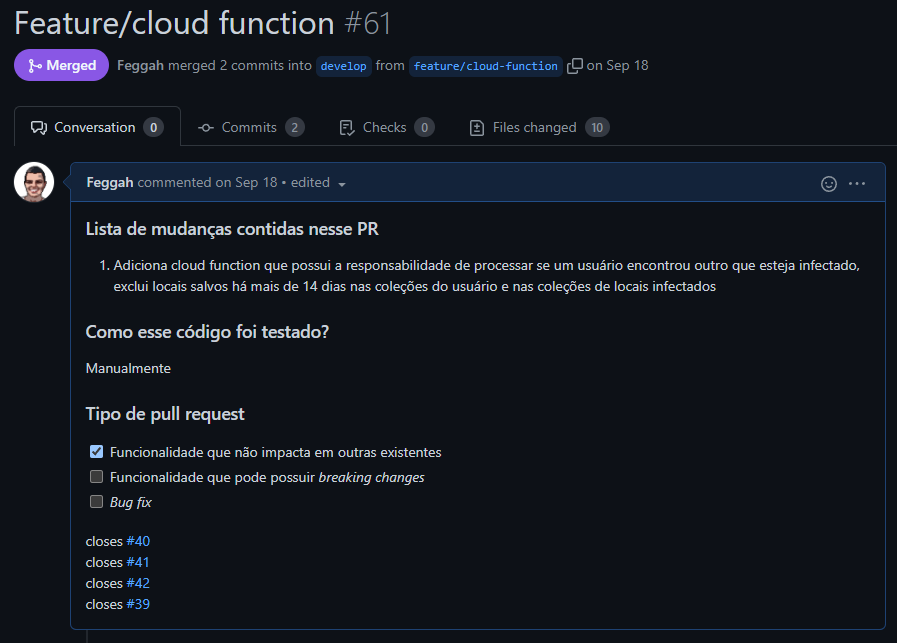 Feature/cloud function #61
Merged Feggah merged 2 commits into develop from feature/cloud-function on Sep 18
Conversation 0 Commits 2 Checks 0 Files changed 10
Feggah commented on Sep 18 • edited
Lista de mudanças contidas nesse PR
1. Adiciona cloud function que possui a responsabilidade de processar se um usuário encontrou outro que esteja infectado,
exclui locais salvos há mais de 14 dias nas coleções do usuário e nas coleções de locais infectados
Como esse código foi testado?
Manualmente
Tipo de pull request
Funcionalidade que não impacta em outras existentes
Funcionalidade que pode possuir breaking changes
Bug fix
closes #40
closes #41
closes #42
closes #39